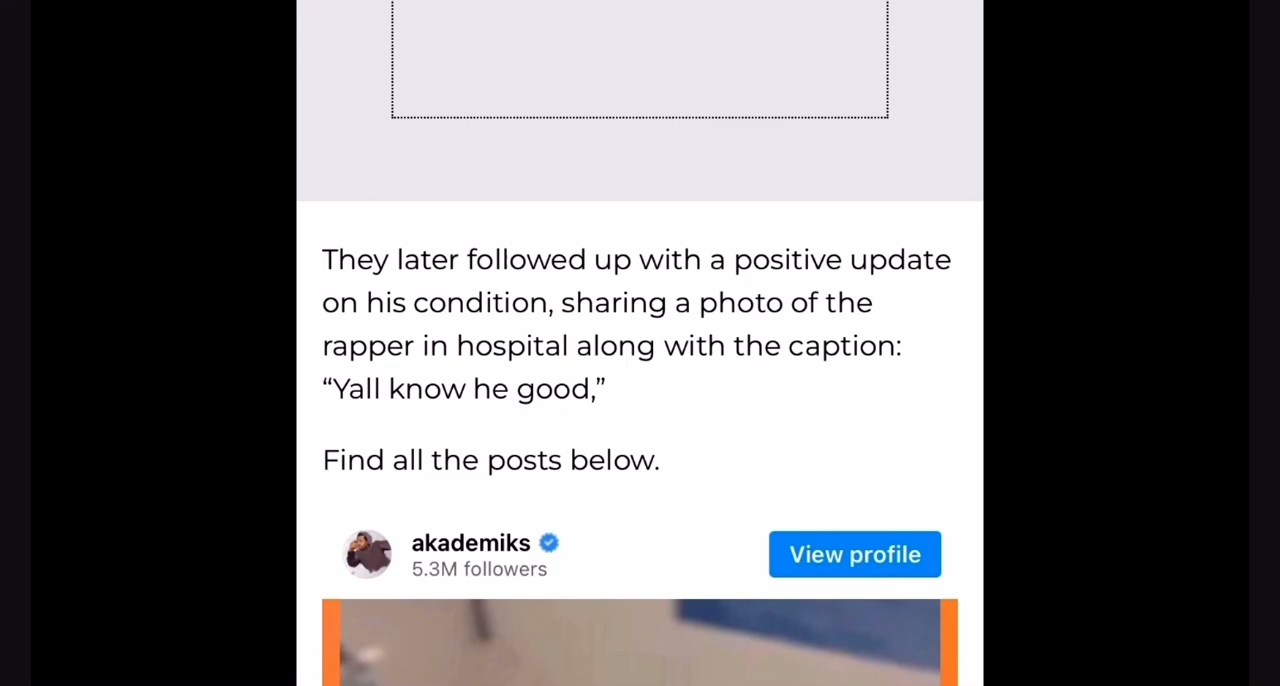 They later followed up with a positive update
on his condition, sharing a photo of the
rapper in hospital along with the caption:
“Yall know he good,”
Find all the posts below.
akademiks
View profile
5.3M followers